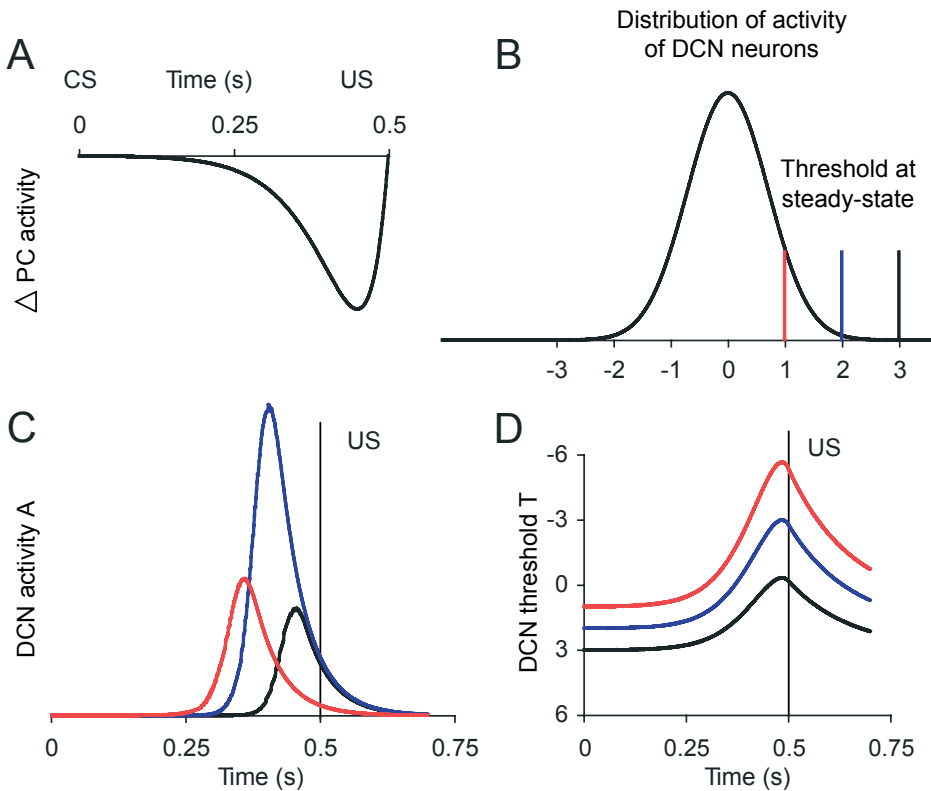 A
CS Time (s) US
0 0.25 0.5
△ PC activity
B
Distribution of activity
of DCN neurons
Threshold at
steady-state
-3 -2 -1 0 1 2 3
C
US
DCN activity A
0 0.25 0.5 0.75
Time (s)
D
US
-6
-3
0
3
6
DCN threshold T
0 0.25 0.5 0.75
Time (s)